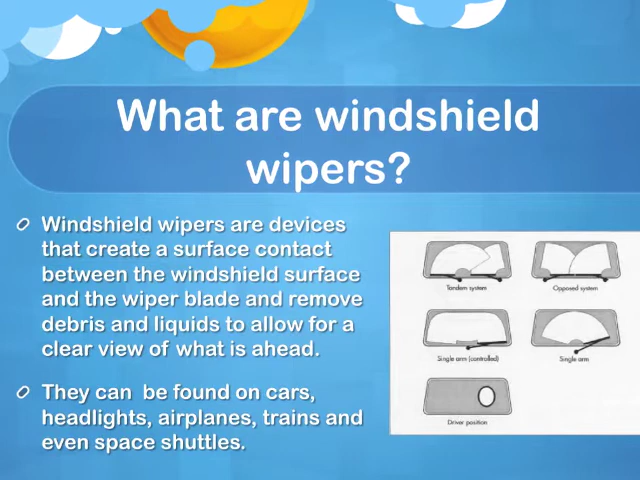 What are windshield
wipers?
Windshield wipers are devices
that create a surface contact
between the windshield surface
and the wiper blade and remove
debris and liquids to allow for a
clear view of what is ahead.
They can  be found on cars,
headlights, airplanes, trains and
even space shuttles.
Tandem system
Opposed system
Single arm (controlled)
Single arm
Driver position